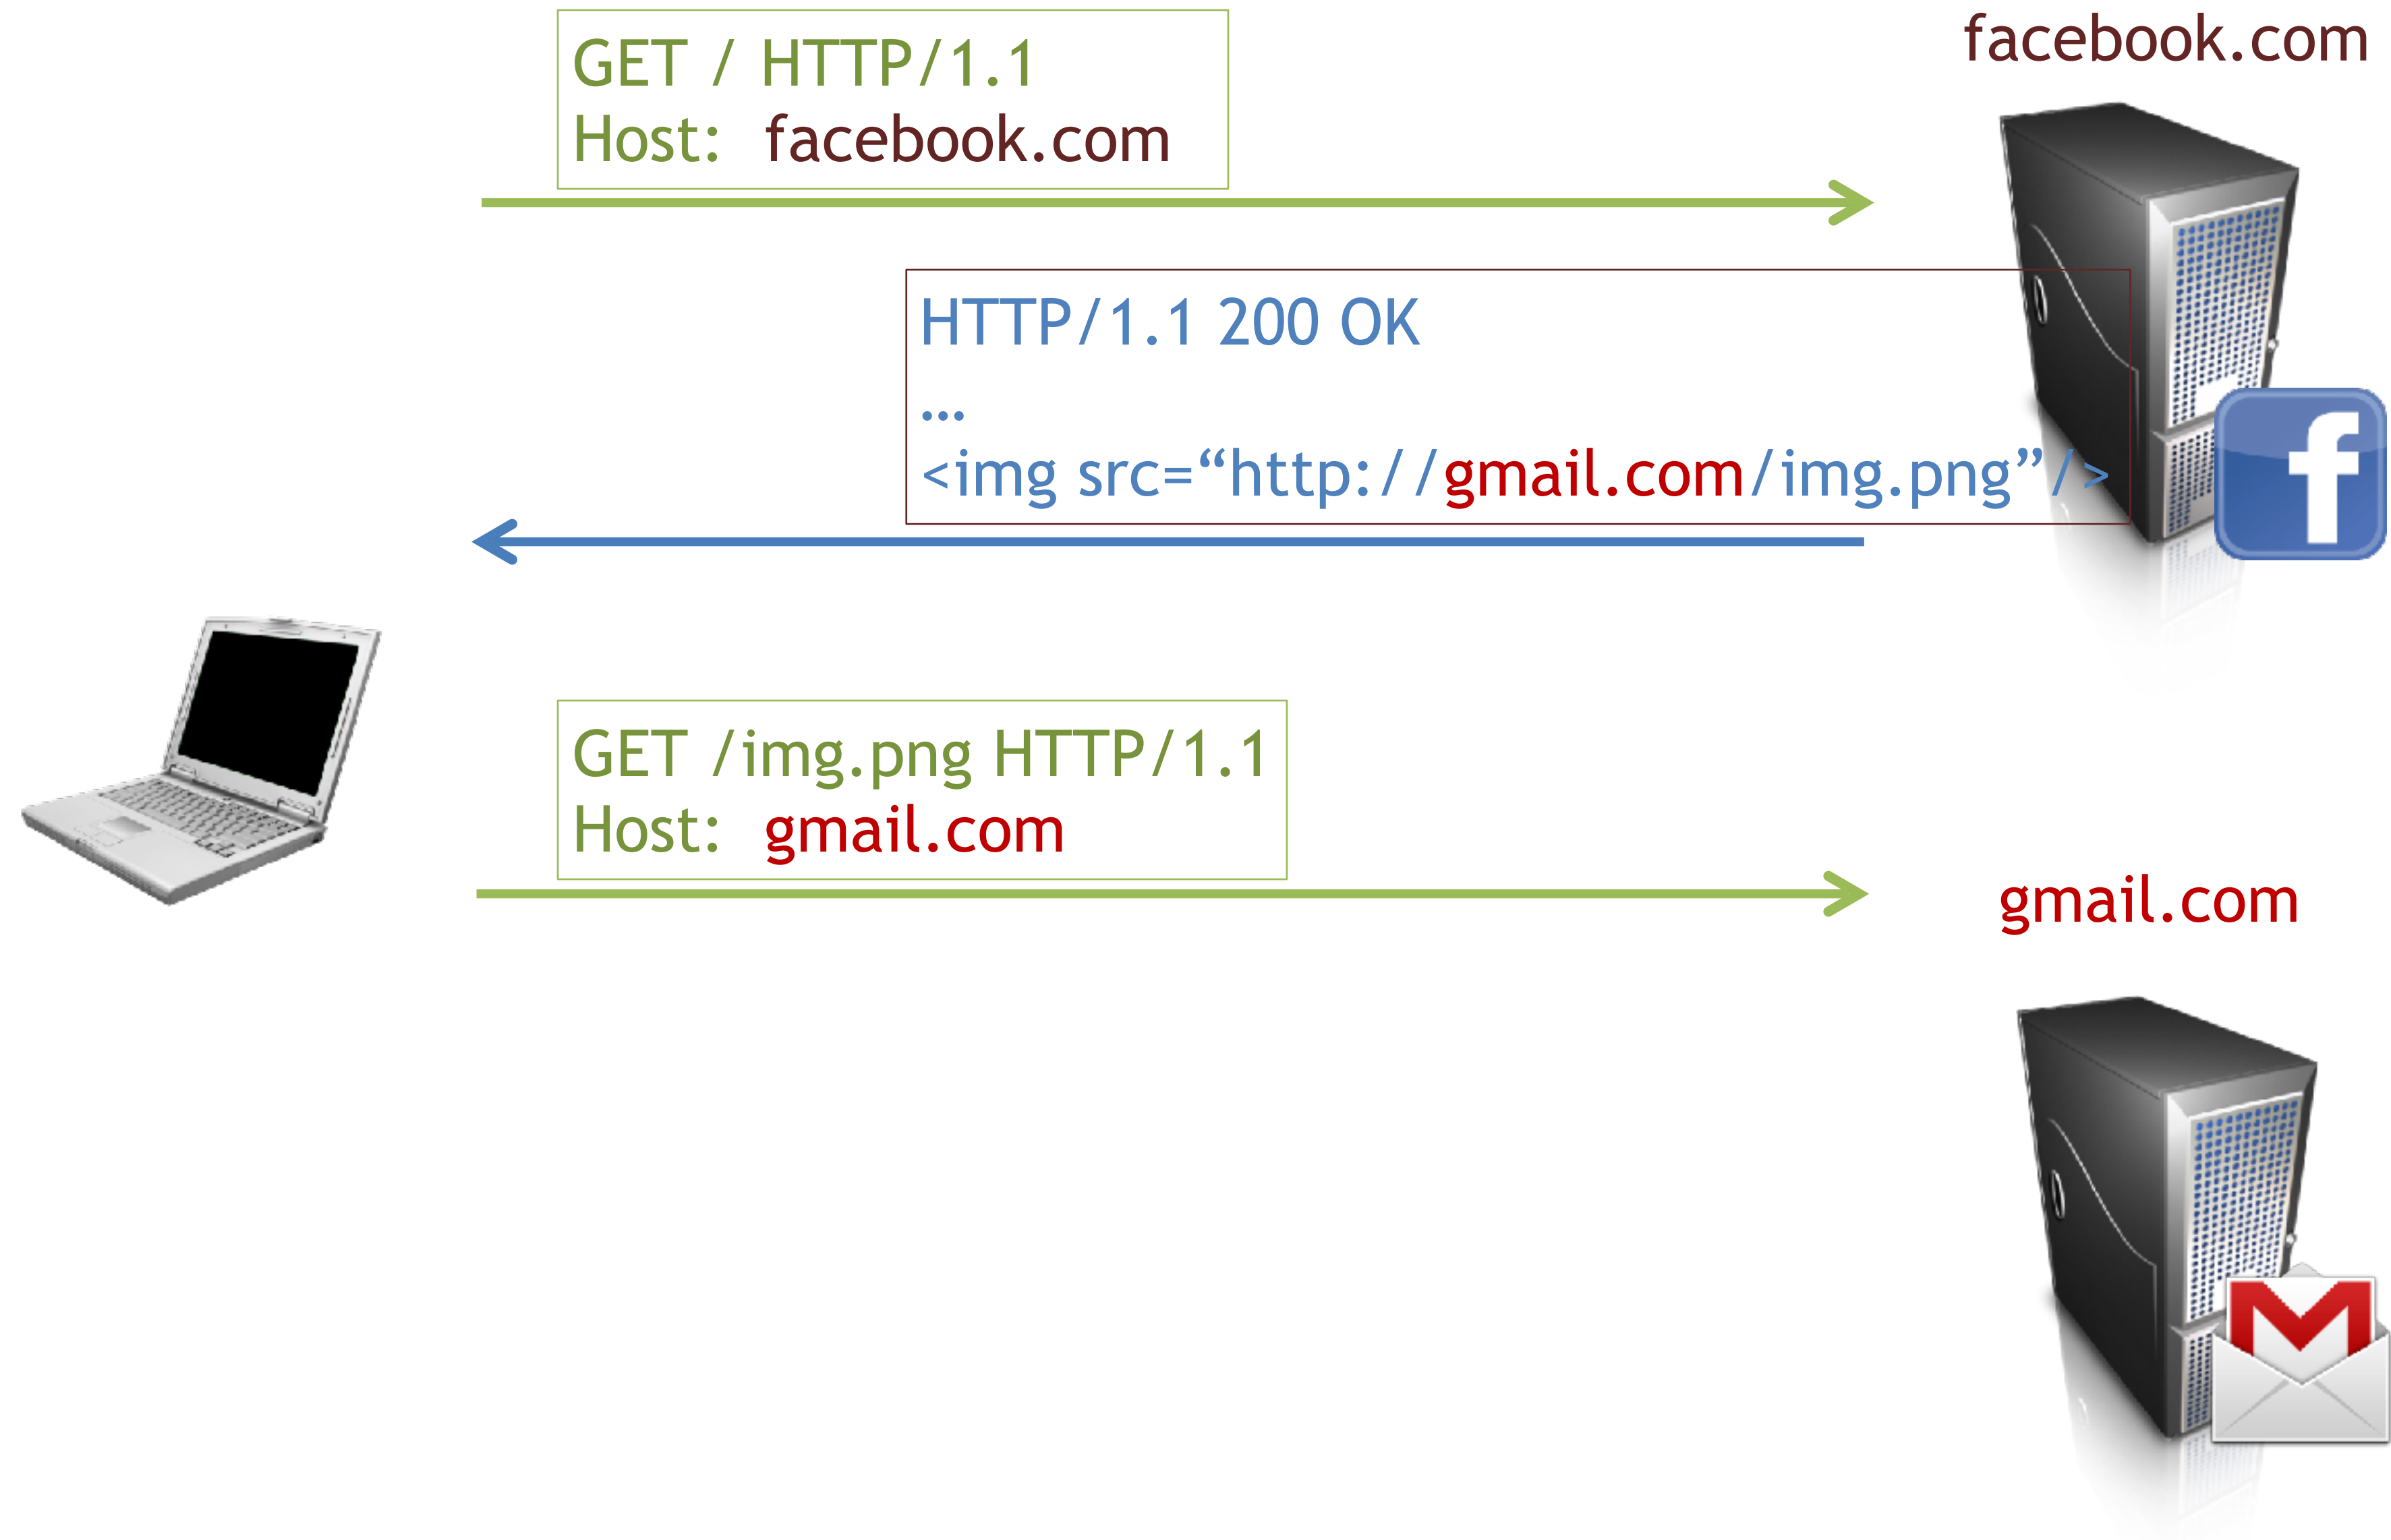 facebook.com
GET / HTTP/1.1
Host: facebook.com
HTTP/1.1 200 OK
…
<img src=“http://gmail.com/img.png”/>
f
GET /img.png HTTP/1.1
Host: gmail.com
gmail.com
M